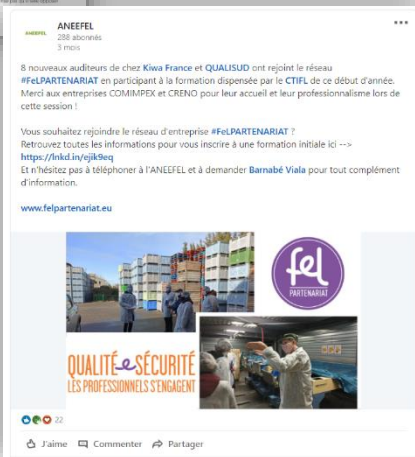 ANEEFEL
ANEEFEL
288 abonnés
3 mois
8 nouveaux auditeurs de chez Kiwa France et QUALISUD ont rejoint le réseau
#FeLPARTENARIAT en participant à la formation dispensée par le CTIFL de ce début d'année.
Merci aux entreprises COMIMPEX et CRENO pour leur accueil et leur professionnalisme lors de
cette session !
Vous souhaitez rejoindre le réseau d'entreprise #FeLPARTENARIAT ?
Retrouvez toutes les informations pour vous inscrire à une formation initiale ici -->
https://lnkd.in/ejik9eq
Et n'hésitez pas à téléphoner à l'ANEEFEL et à demander Barnabé Viala pour tout complément
d'information.
www.felpartenariat.eu
fel
PARTENARIAT
QUALITÉ e SÉCURITÉ
LES PROFESSIONNELS S'ENGAGENT
22
J'aime Commenter Partager